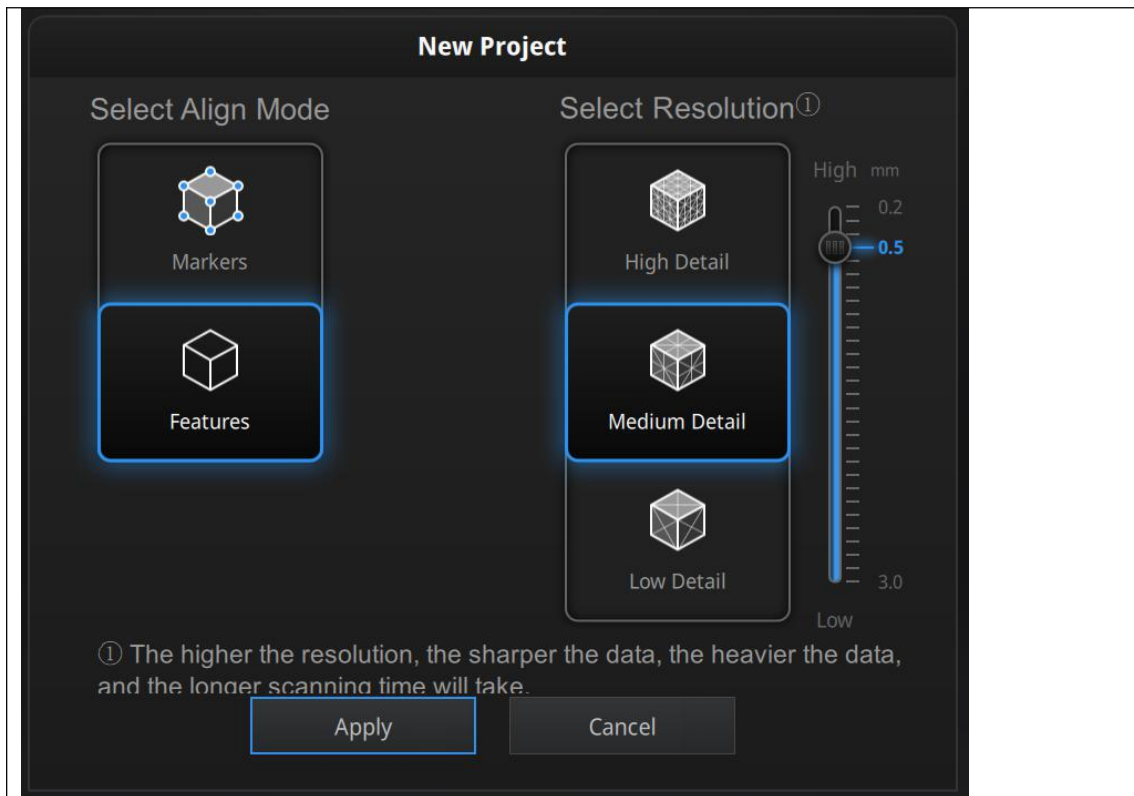 New Project
Select Align Mode
Select Resolution①
High mm
0.2
Markers
High Detail
0.5
Features
Medium Detail
Low Detail
3.0
Low
① The higher the resolution, the sharper the data, the heavier the data,
and the longer scanning time will take.
Apply
Cancel